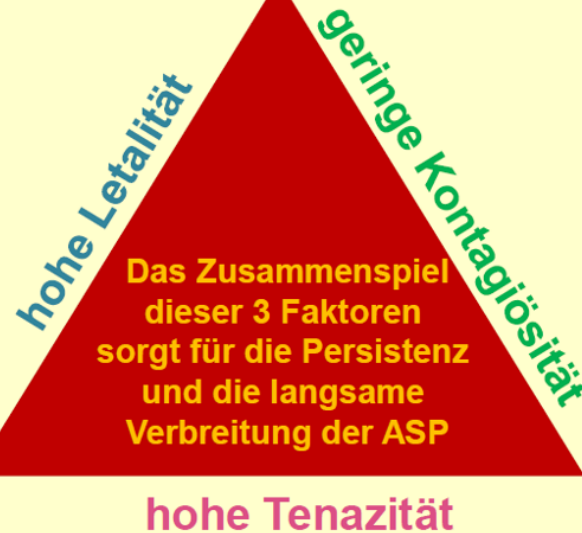 hohe Letalität
geringe Kontagiösität
Das Zusammenspiel
dieser 3 Faktoren
sorgt für die Persistenz
und die langsame
Verbreitung der ASP
hohe Tenazität